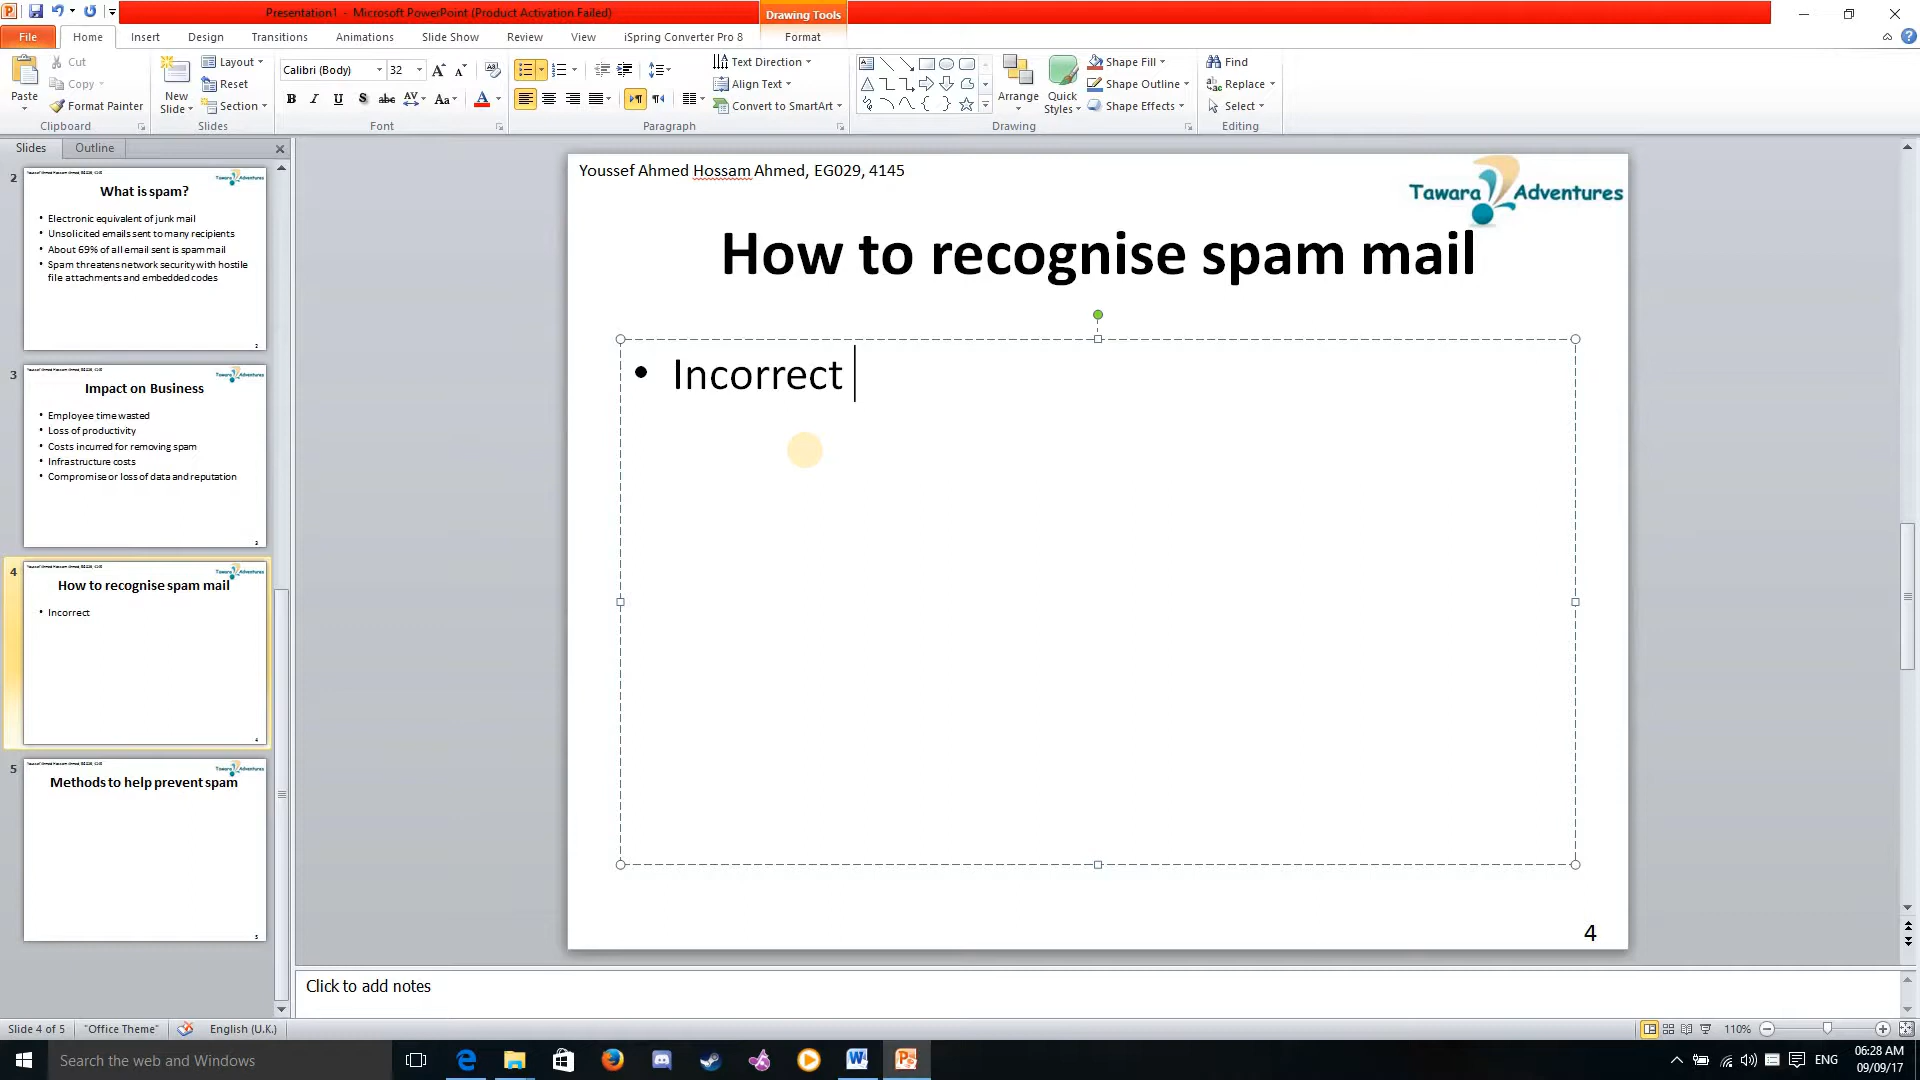 Presentation1 - Microsoft PowerPoint (Product Activation Failed)
Drawing Tools
File
Home
Insert
Design
Transitions
Animations
Slide Show
Review
View
iSpring Converter Pro 8
Format
Cut
Copy
Format Painter
Paste
Clipboard
New
Slide
Layout
Reset
Section
Slides
Calibri (Body)
32
Font
Text Direction
Align Text
Convert to SmartArt
Paragraph
Arrange
Quick
Styles
Shape Fill
Shape Outline
Shape Effects
Drawing
Find
Replace
Select
Editing
Slides
Outline
2
What is spam?
• Electronic equivalent of junk mail
• Unsolicited emails sent to many recipients
• About 69% of all email sent is spam mail
• Spam threatens network security with hostile
file attachments and embedded codes
2
3
Impact on Business
• Employee time wasted
• Loss of productivity
• Costs incurred for removing spam
• Infrastructure costs
• Compromise or loss of data and reputation
3
4
How to recognise spam mail
• Incorrect
4
5
Methods to help prevent spam
5
Youssef Ahmed Hossam Ahmed, EG029, 4145
Tawara Adventures
How to recognise spam mail
• Incorrect
4
Click to add notes
Slide 4 of 5
"Office Theme"
English (U.K.)
110%
Search the web and Windows
ENG
06:28 AM
09/09/17